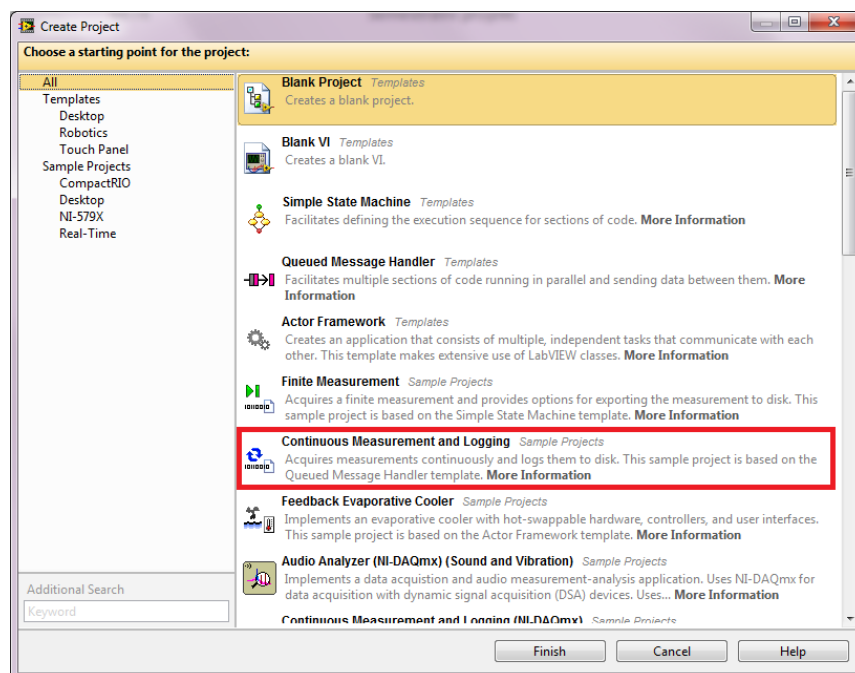 Create Project
Choose a starting point for the project:
All
Templates
Desktop
Robotics
Touch Panel
Sample Projects
CompactRIO
Desktop
NI-579X
Real-Time
Additional Search
Keyword
Blank Project Templates
Creates a blank project.
Blank VI Templates
Creates a blank VI.
Simple State Machine Templates
Facilitates defining the execution sequence for sections of code. More Information
Queued Message Handler Templates
Facilitates multiple sections of code running in parallel and sending data between them. More
Information
Actor Framework Templates
Creates an application that consists of multiple, independent tasks that communicate with each
other. This template makes extensive use of LabVIEW classes. More Information
Finite Measurement Sample Projects
Acquires a finite measurement and provides options for exporting the measurement to disk. This
sample project is based on the Simple State Machine template. More Information
Continuous Measurement and Logging Sample Projects
Acquires measurements continuously and logs them to disk. This sample project is based on the
Queued Message Handler template. More Information
Feedback Evaporative Cooler Sample Projects
Implements an evaporative cooler with hot-swappable hardware, controllers, and user interfaces.
This sample project is based on the Actor Framework template. More Information
Audio Analyzer (NI-DAQmx) (Sound and Vibration) Sample Projects
Implements a data acquistion and audio measurement-analysis application. Uses NI-DAQmx for
data acquisition with dynamic signal acquisition (DSA) devices. Uses... More Information
Continuous Measurement and Logging (NI-DAQmx) Sample Projects
Finish
Cancel
Help